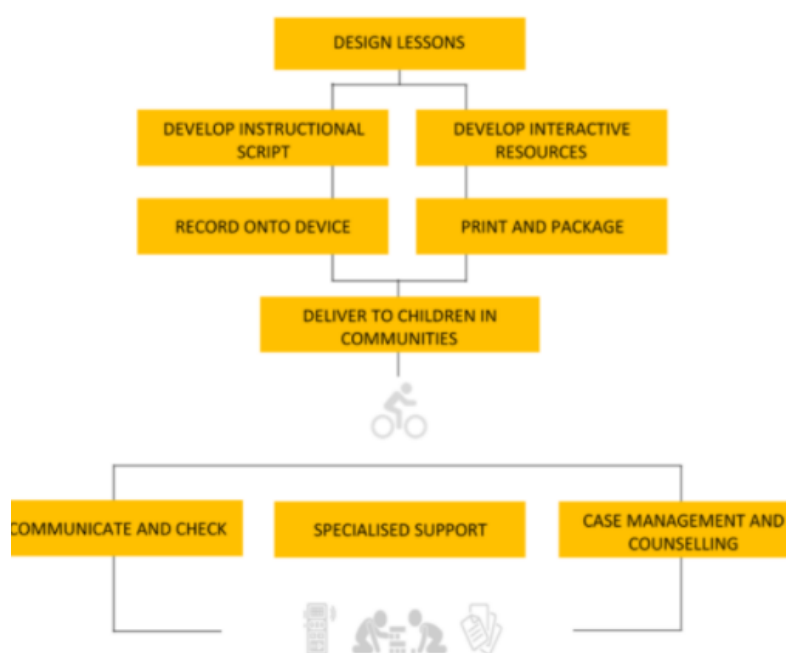 DESIGN LESSONS
DEVELOP INSTRUCTIONAL
SCRIPT
DEVELOP INTERACTIVE
RESOURCES
RECORD ONTO DEVICE
PRINT AND PACKAGE
DELIVER TO CHILDREN IN
COMMUNITIES
COMMUNICATE AND CHECK
SPECIALISED SUPPORT
CASE MANAGEMENT AND
COUNSELLING